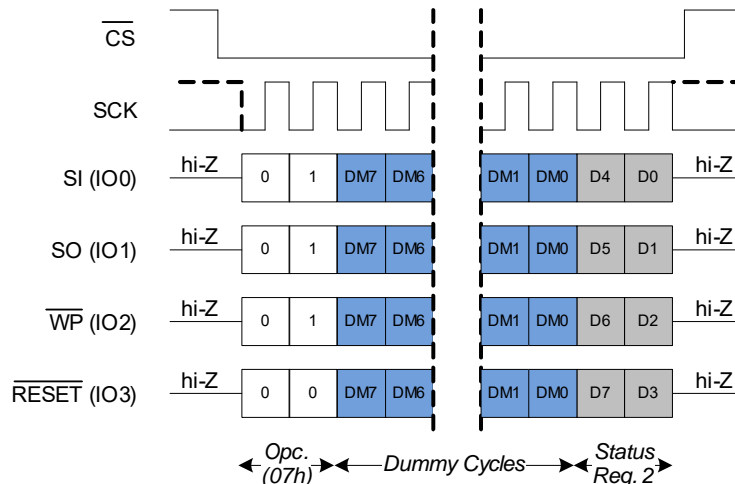 CS
SCK
hi-Z hi-Z
SI (IO0) 0 1 DM7 DM6 DM1 DM0 D4 D0
hi-Z hi-Z
SO (IO1) 0 1 DM7 DM6 DM1 DM0 D5 D1
hi-Z hi-Z
WP (IO2) 0 1 DM7 DM6 DM1 DM0 D6 D2
hi-Z hi-Z
RESET (IO3) 0 0 DM7 DM6 DM1 DM0 D7 D3
Opc. Status
(07h) Dummy Cycles Reg. 2